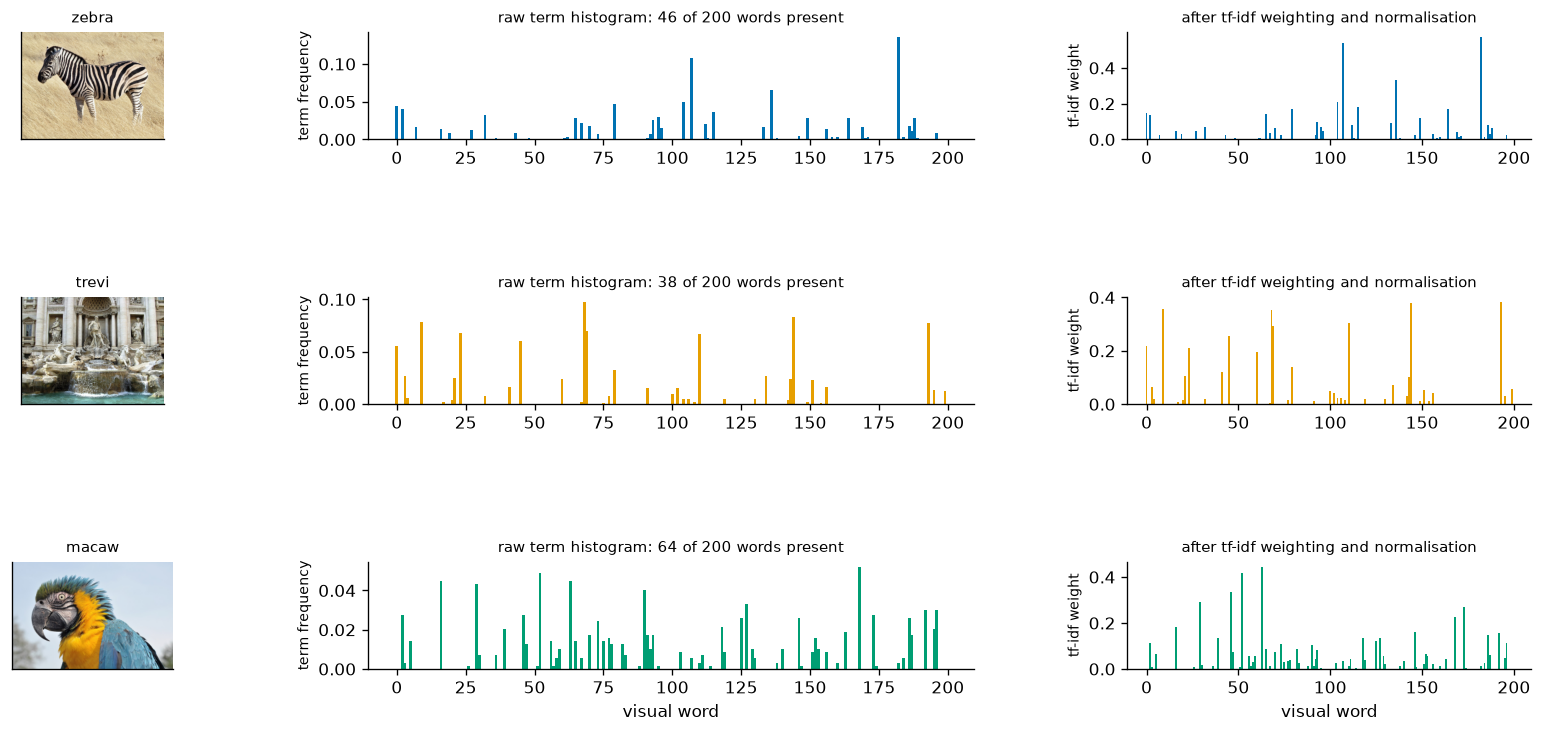 zebra
raw term histogram: 46 of 200 words present
after tf-idf weighting and normalisation
term frequency
0.10
0.05
0.00
0 25 50 75 100 125 150 175 200
tf-idf weight
0.4
0.2
0.0
0 50 100 150 200
trevi
raw term histogram: 38 of 200 words present
after tf-idf weighting and normalisation
term frequency
0.10
0.05
0.00
0 25 50 75 100 125 150 175 200
tf-idf weight
0.4
0.2
0.0
0 50 100 150 200
macaw
raw term histogram: 64 of 200 words present
after tf-idf weighting and normalisation
term frequency
0.04
0.02
0.00
0 25 50 75 100 125 150 175 200
visual word
tf-idf weight
0.4
0.2
0.0
0 50 100 150 200
visual word